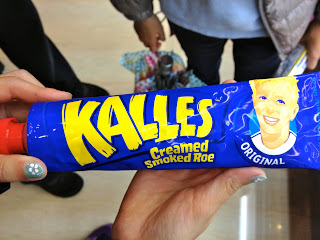 KALLES
Creamed
Smoked Roe
ORIGINAL